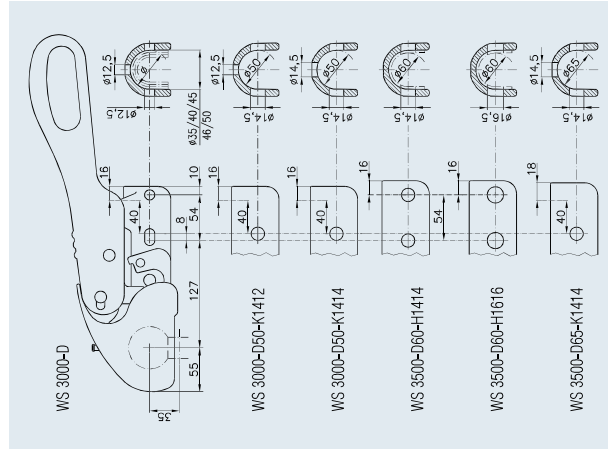 ø12,5
ø
ø12,5
ø35/40/45
46/50
ø12,5
ø50
ø14,5
ø14,5
ø50
ø14,5
ø60
ø14,5
ø60
ø16,5
ø14,5
ø65
ø14,5
16
10
54
40
8
127
55
35
16
40
16
40
16
54
16
18
40
WS 3000-D
WS 3000-D50-K1412
WS 3000-D50-K1414
WS 3500-D60-H1414
WS 3500-D60-H1616
WS 3500-D65-K1414